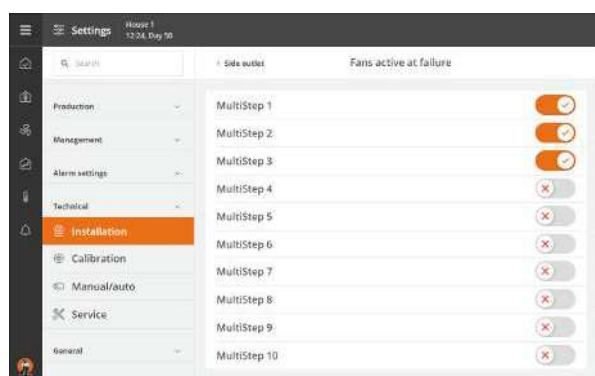 Settings
House 1
12:24, Day 50
Search
Side outlet
Fans active at failure
Production
Management
Alarm settings
Technical
Installation
Calibration
Manual/auto
Service
General
MultiStep 1
MultiStep 2
MultiStep 3
MultiStep 4
MultiStep 5
MultiStep 6
MultiStep 7
MultiStep 8
MultiStep 9
MultiStep 10